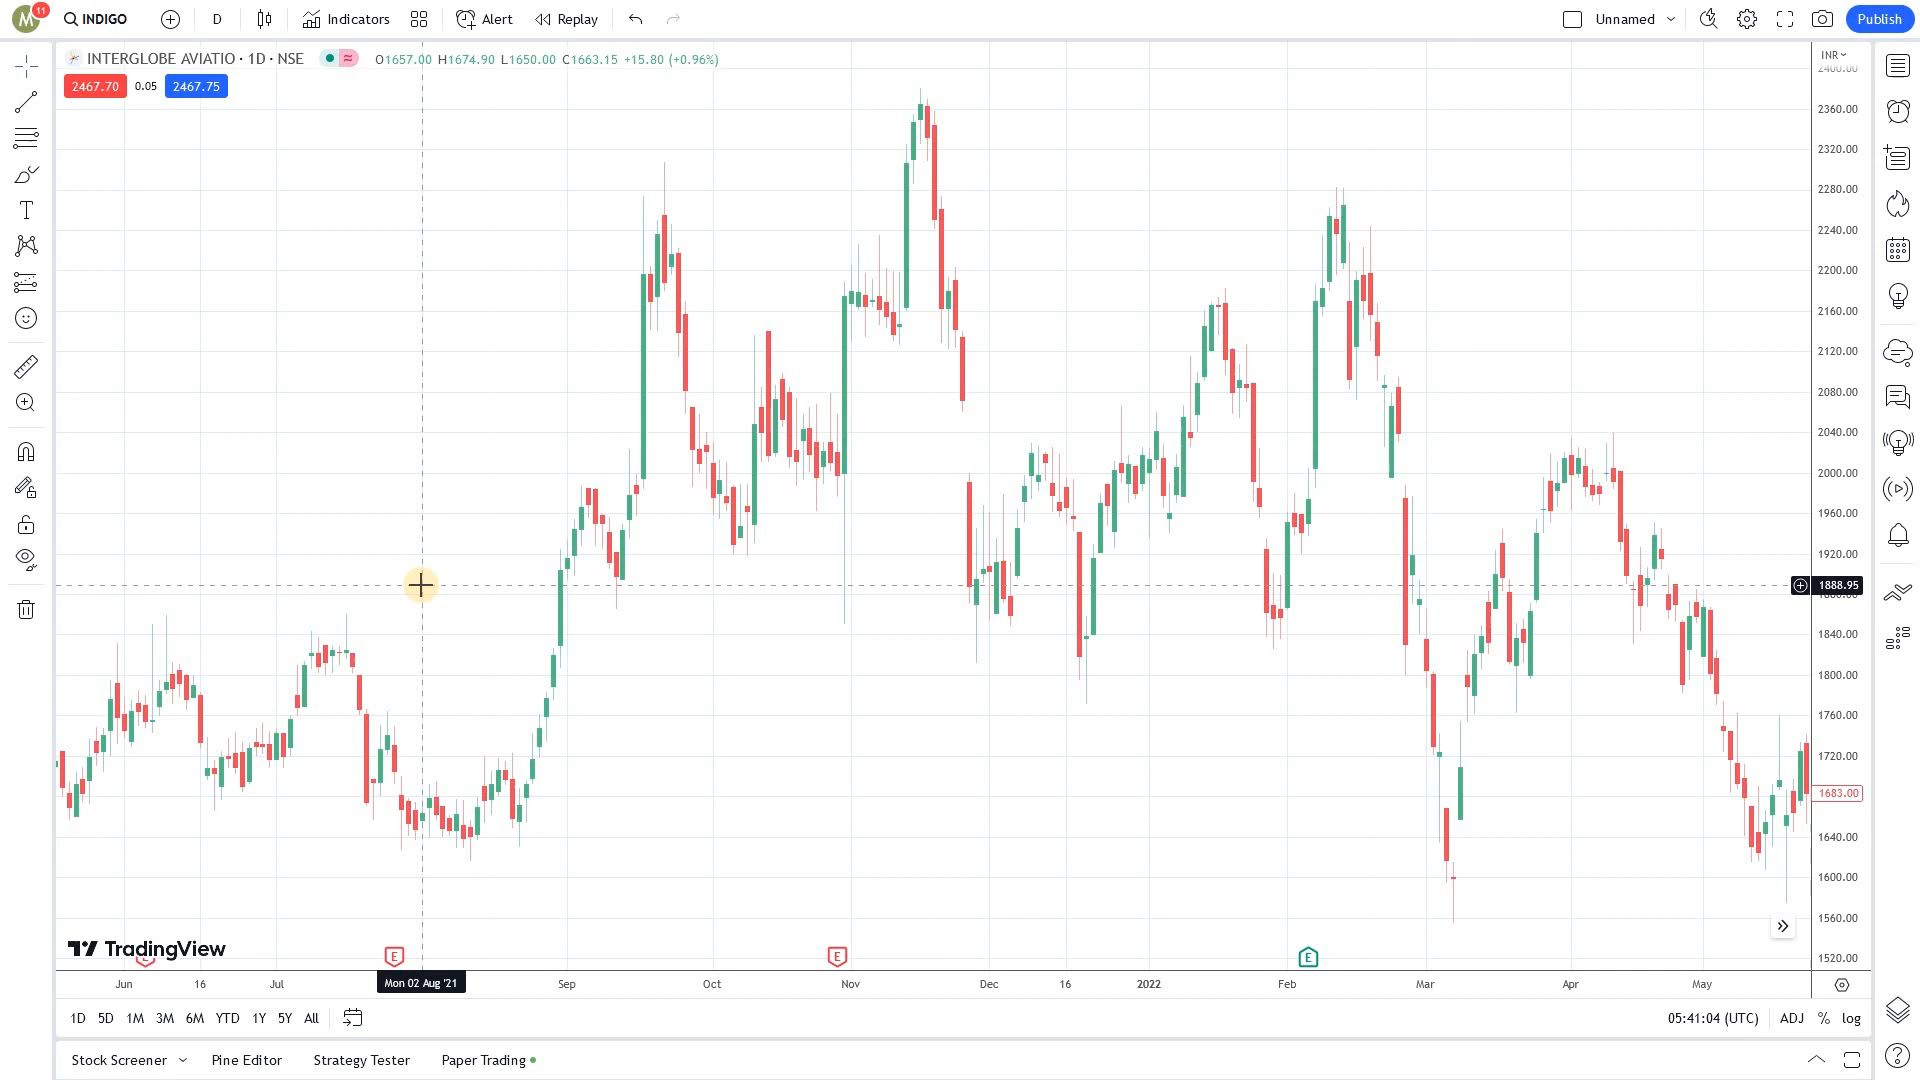 M 11 INDIGO D Indicators Alert Replay Unnamed Publish
INTERGLOBE AVIATIO · 1D · NSE O1657.00 H1674.90 L1650.00 C1663.15 +15.80 (+0.96%)
INR
2467.70 0.05 2467.75
2400.00
2360.00
2320.00
2280.00
2240.00
2200.00
2160.00
2120.00
2080.00
2040.00
2000.00
1960.00
1920.00
1888.95
1880.00
1840.00
1800.00
1760.00
1720.00
1683.00
1640.00
1600.00
1560.00
1520.00
TradingView
E E E E
Jun 16 Jul Mon 02 Aug '21 Sep Oct Nov Dec 16 2022 Feb Mar Apr May
1D 5D 1M 3M 6M YTD 1Y 5Y All 05:41:04 (UTC) ADJ % log
Stock Screener Pine Editor Strategy Tester Paper Trading